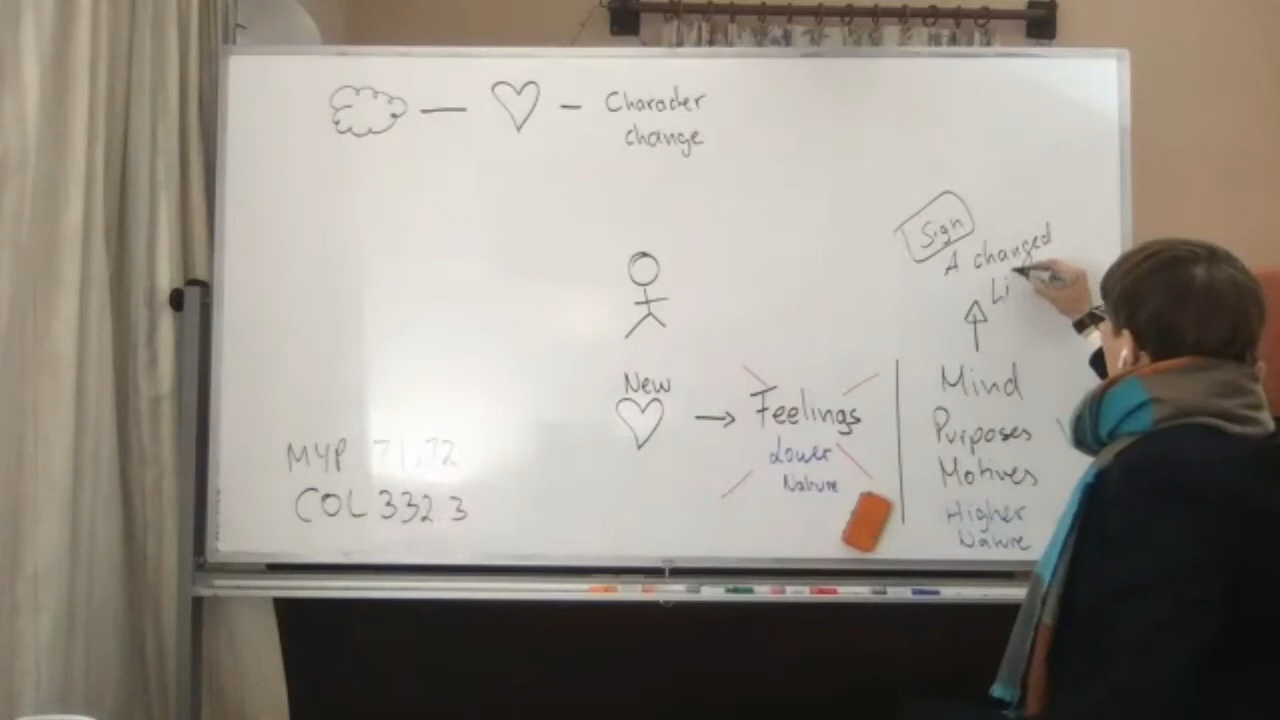 Character
change
Sign
A changed
Li
New
Feelings
Lower
Nature
Mind
Purposes
Motives
Higher
Nature
MYP 71,72
COL 332.3